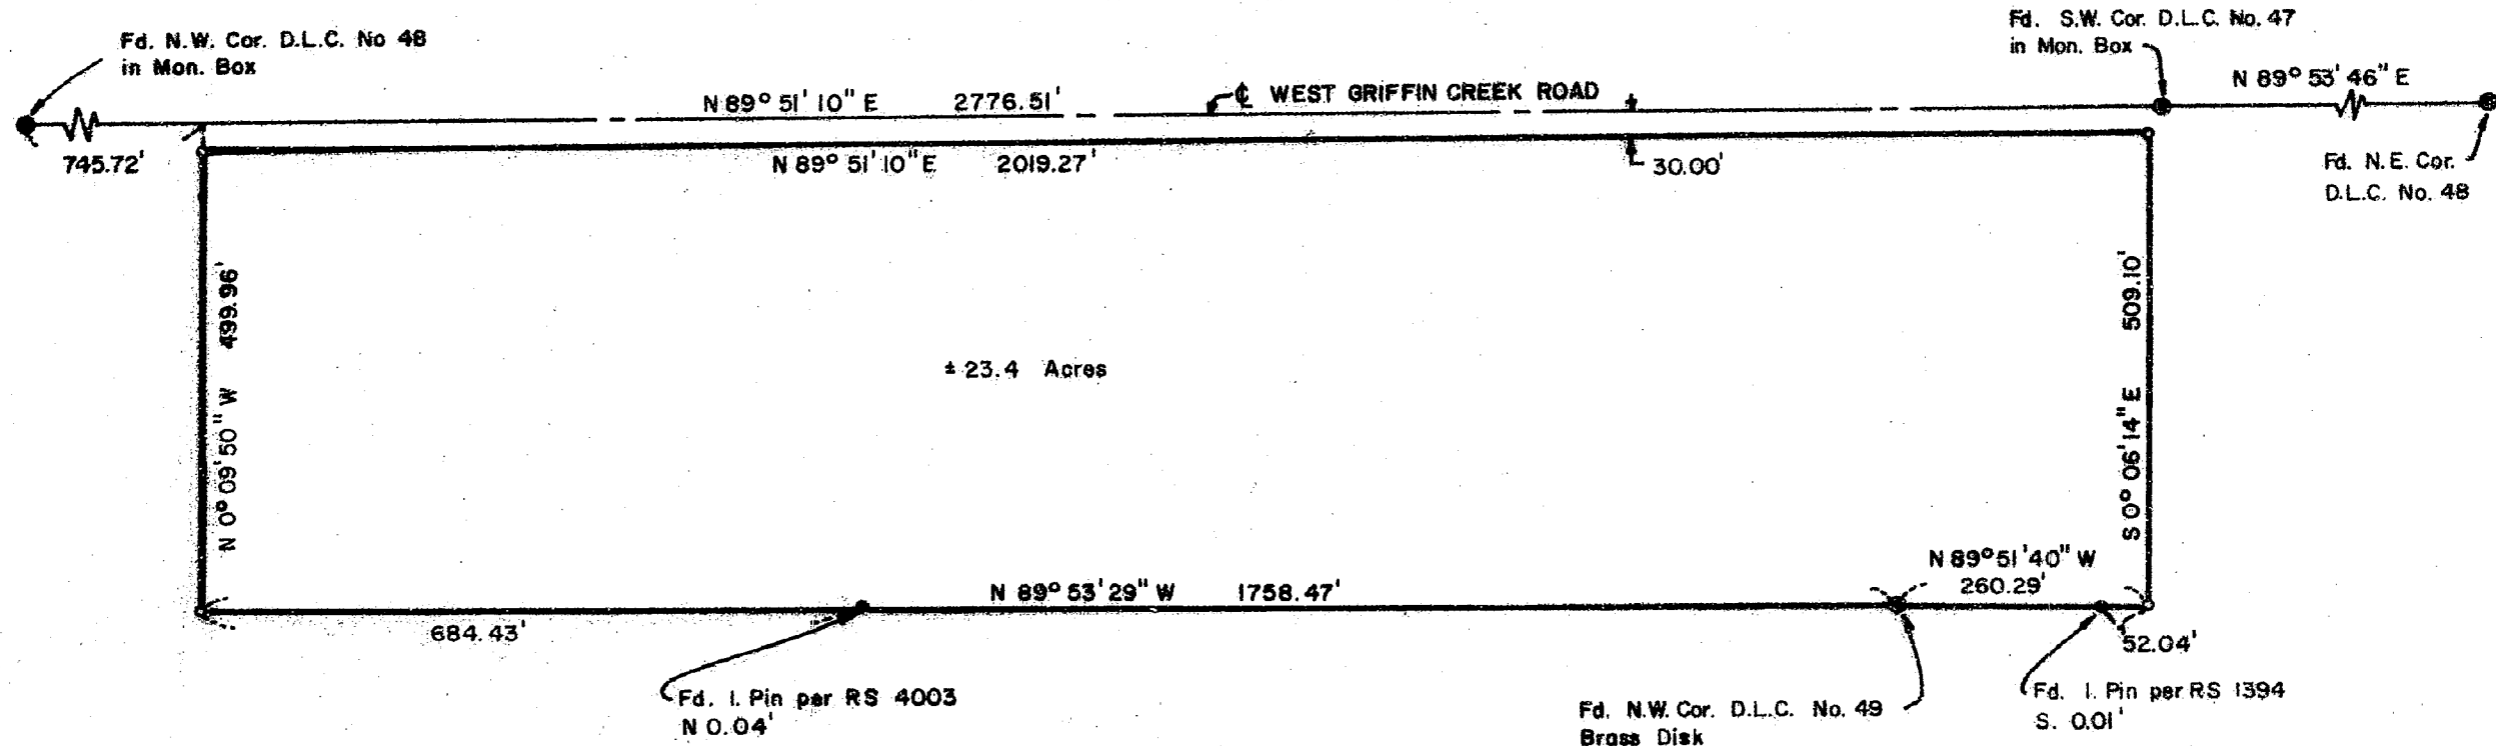 Fd. N.W. Cor. D.L.C. No 48
in Mon. Box
Fd. S.W. Cor. D.L.C. No. 47
in Mon. Box
N 89° 53' 46" E
N 89° 51' 10" E 2776.51'
℄ WEST GRIFFIN CREEK ROAD
745.72'
N 89° 51' 10" E 2019.27'
30.00'
Fd. N.E. Cor.
D.L.C. No. 48
N 0° 09' 50" W 499.96'
± 23.4 Acres
S 0° 06' 14" E 509.10'
N 89° 51' 40" W
260.29'
N 89° 53' 29" W 1758.47'
684.43'
52.04'
Fd. I. Pin per RS 4003
N 0.04'
Fd. N.W. Cor. D.L.C. No. 49
Brass Disk
Fd. I. Pin per RS 1394
S. 0.01'